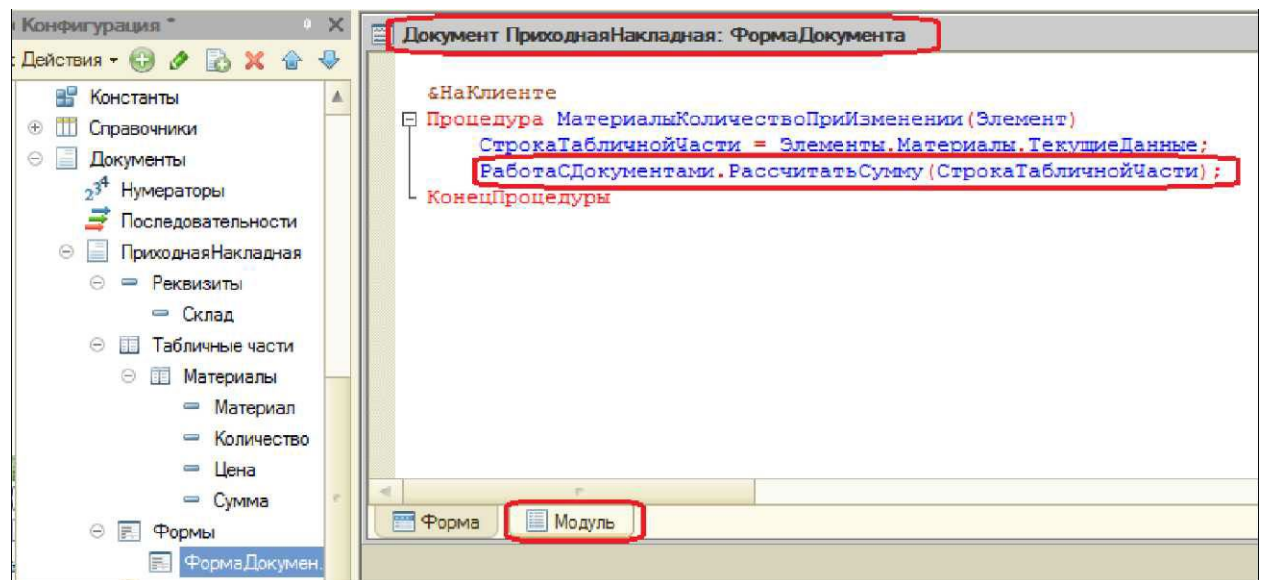 Конфигурация *
Действия
Константы
Справочники
Документы
Нумераторы
Последовательности
ПриходнаяНакладная
Реквизиты
Склад
Табличные части
Материалы
Материал
Количество
Цена
Сумма
Формы
ФормаДокумен.
Документ ПриходнаяНакладная: ФормаДокумента
&НаКлиенте
Процедура МатериалыКоличествоПриИзменении(Элемент)
СтрокаТабличнойЧасти = Элементы.Материалы.ТекущиеДанные;
РаботаСДокументами.РассчитатьСумму(СтрокаТабличнойЧасти);
КонецПроцедуры
Форма
Модуль